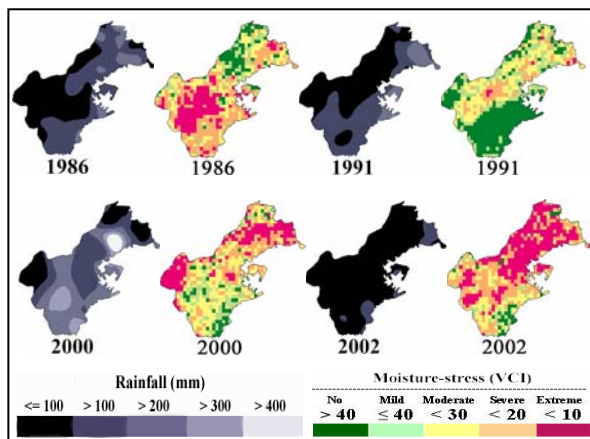 1986 1986 1991 1991
2000 2000 2002 2002
Rainfall (mm)
<= 100 > 100 > 200 > 300 > 400
Moisture-stress (VCI)
No Mild Moderate Severe Extreme
> 40 ≤ 40 < 30 < 20 < 10